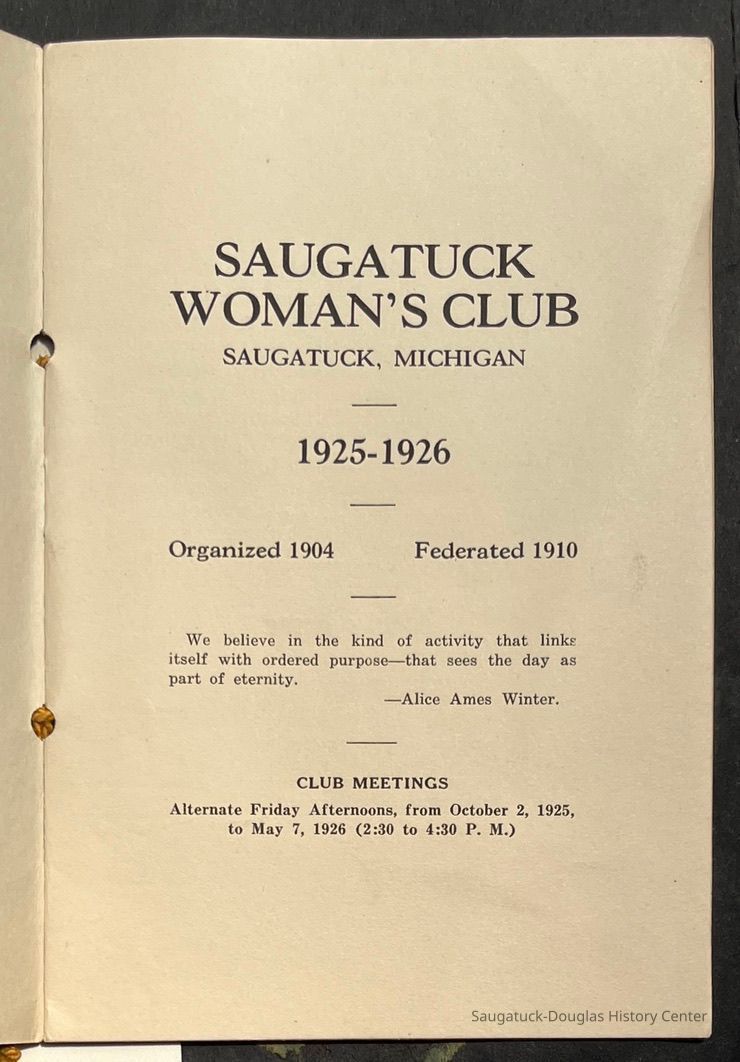 SAUGATUCK
WOMAN'S CLUB
SAUGATUCK, MICHIGAN
1925-1926
Organized 1904 Federated 1910
We believe in the kind of activity that links
itself with ordered purpose—that sees the day as
part of eternity.
—Alice Ames Winter.
CLUB MEETINGS
Alternate Friday Afternoons, from October 2, 1925,
to May 7, 1926 (2:30 to 4:30 P. M.)
Saugatuck-Douglas History Center